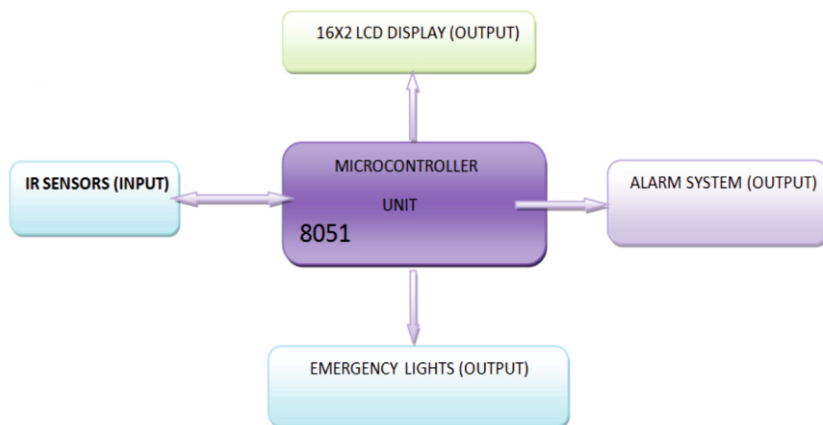 16X2 LCD DISPLAY (OUTPUT)
IR SENSORS (INPUT)
MICROCONTROLLER
UNIT
8051
ALARM SYSTEM (OUTPUT)
EMERGENCY LIGHTS (OUTPUT)